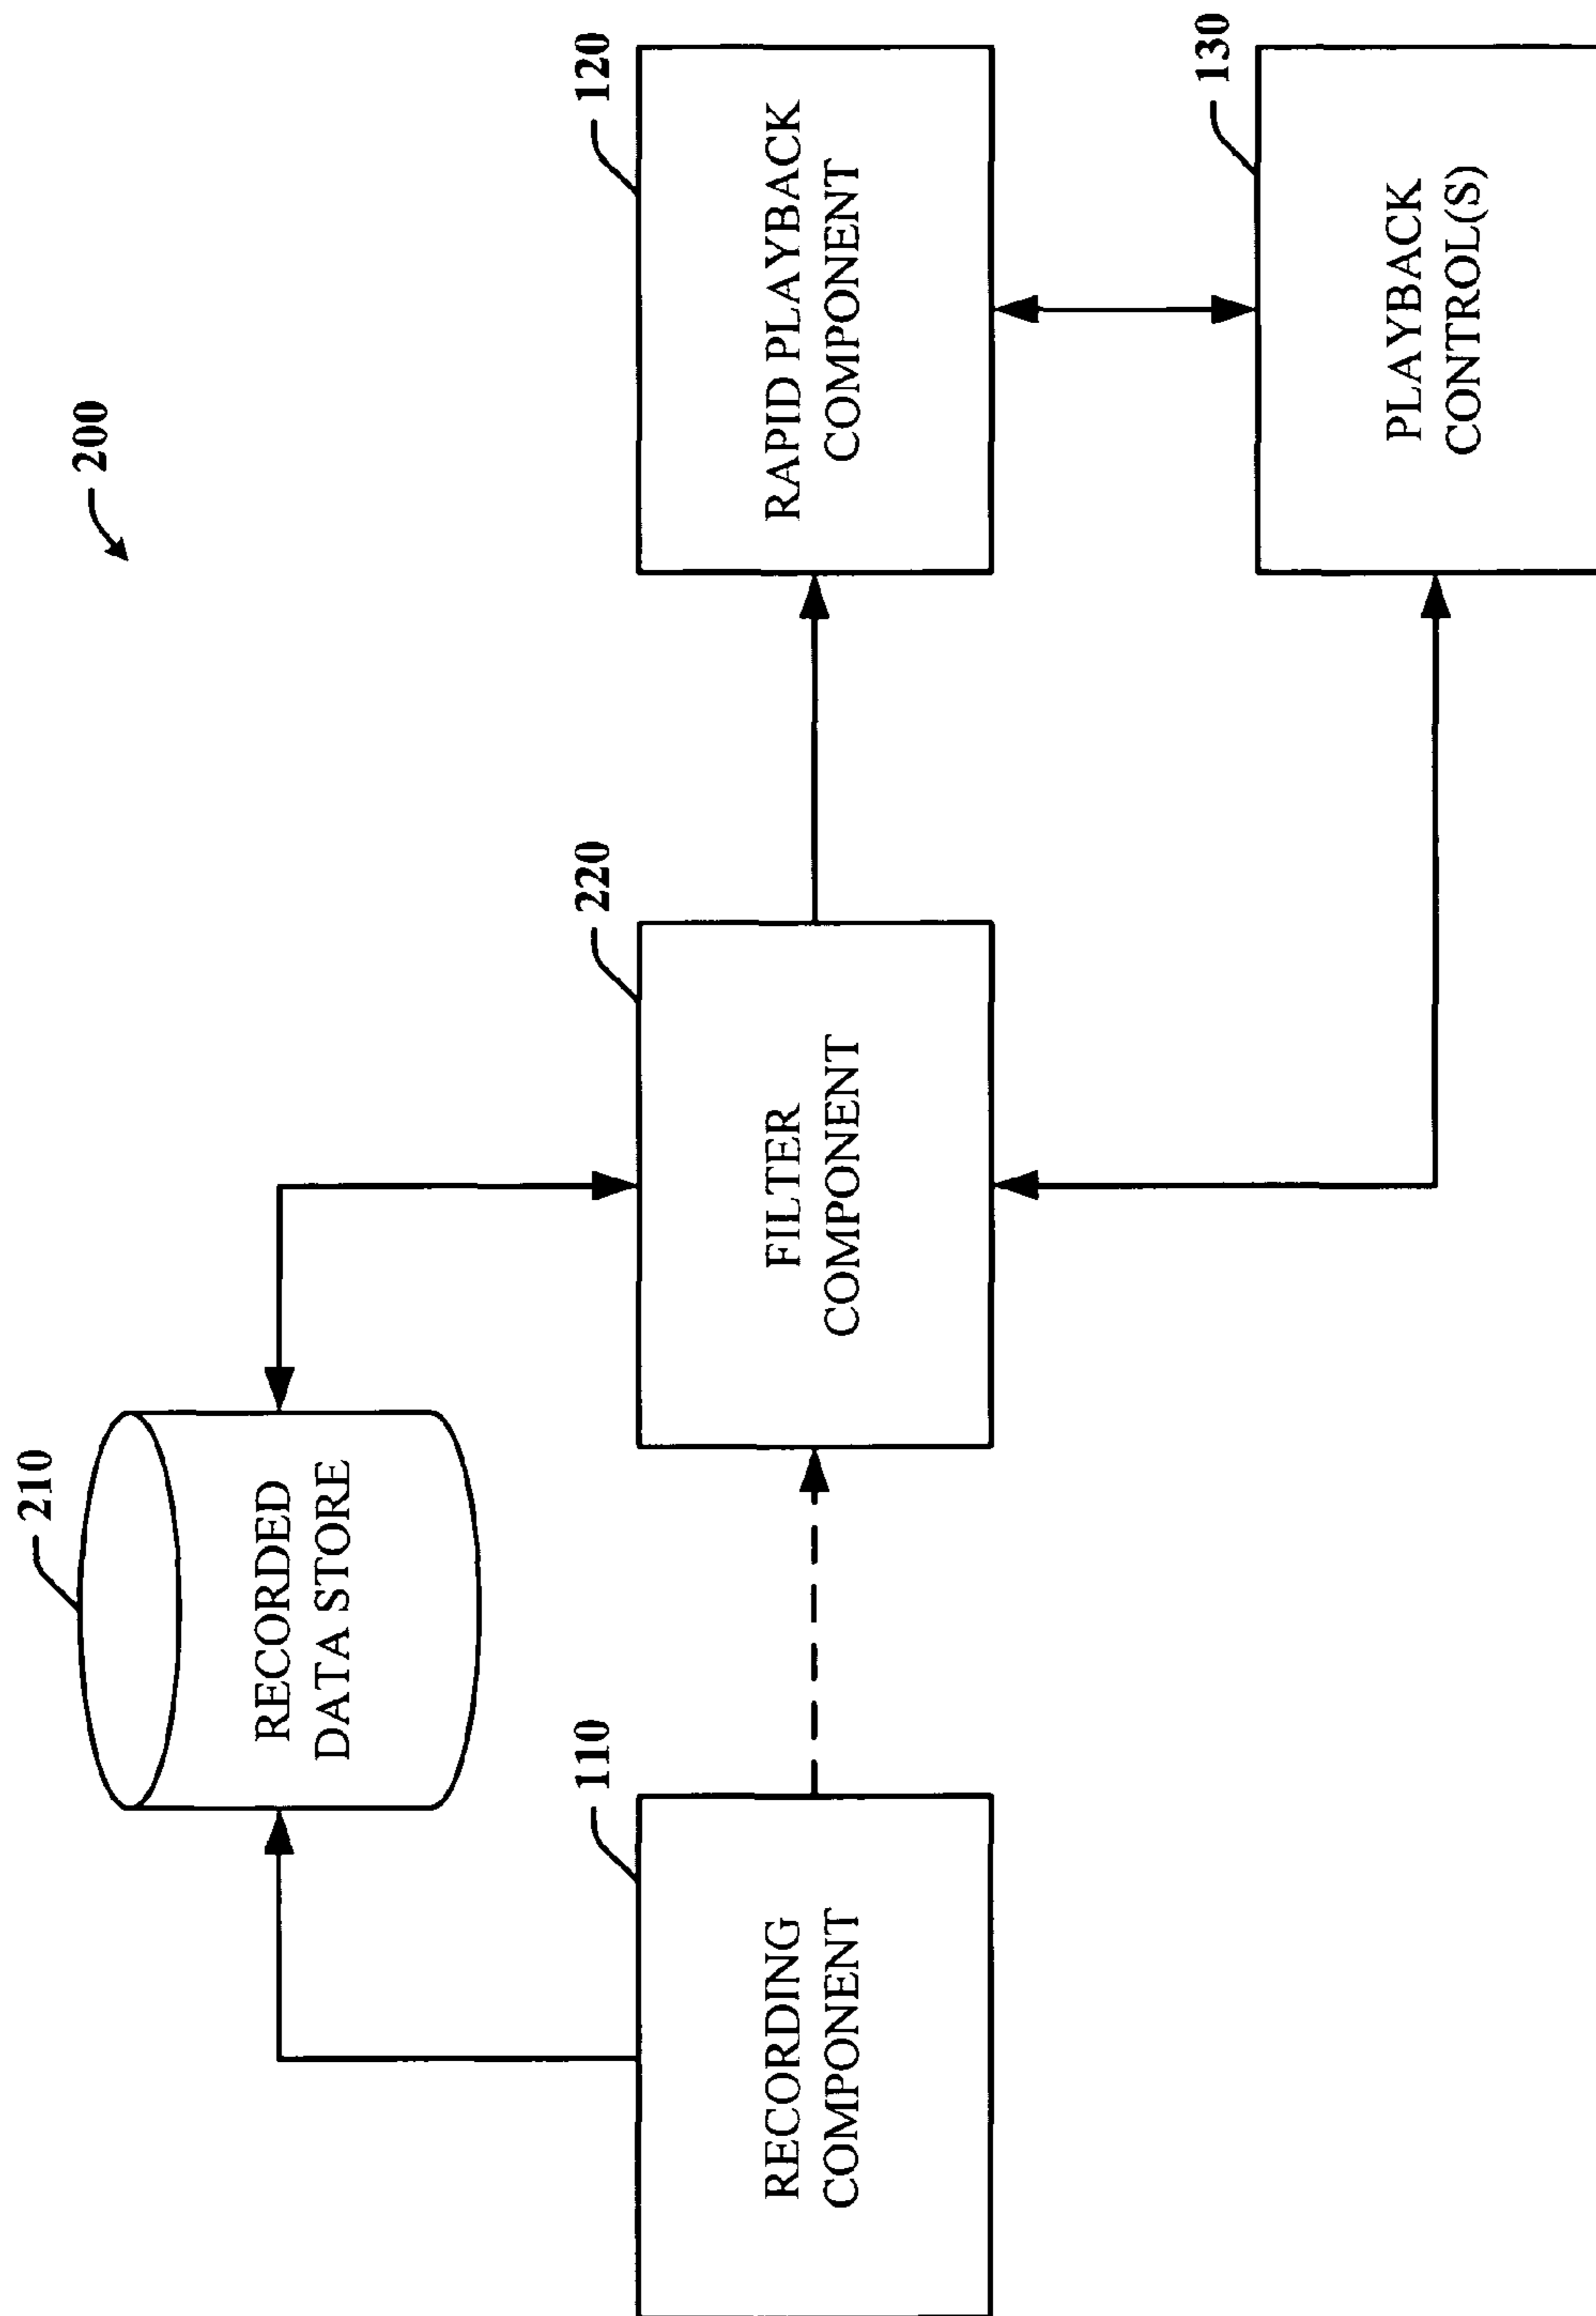 200
210
RECORDED
DATA STORE
110
RECORDING
COMPONENT
220
FILTER
COMPONENT
120
RAPID PLAYBACK
COMPONENT
130
PLAYBACK
CONTROL(S)